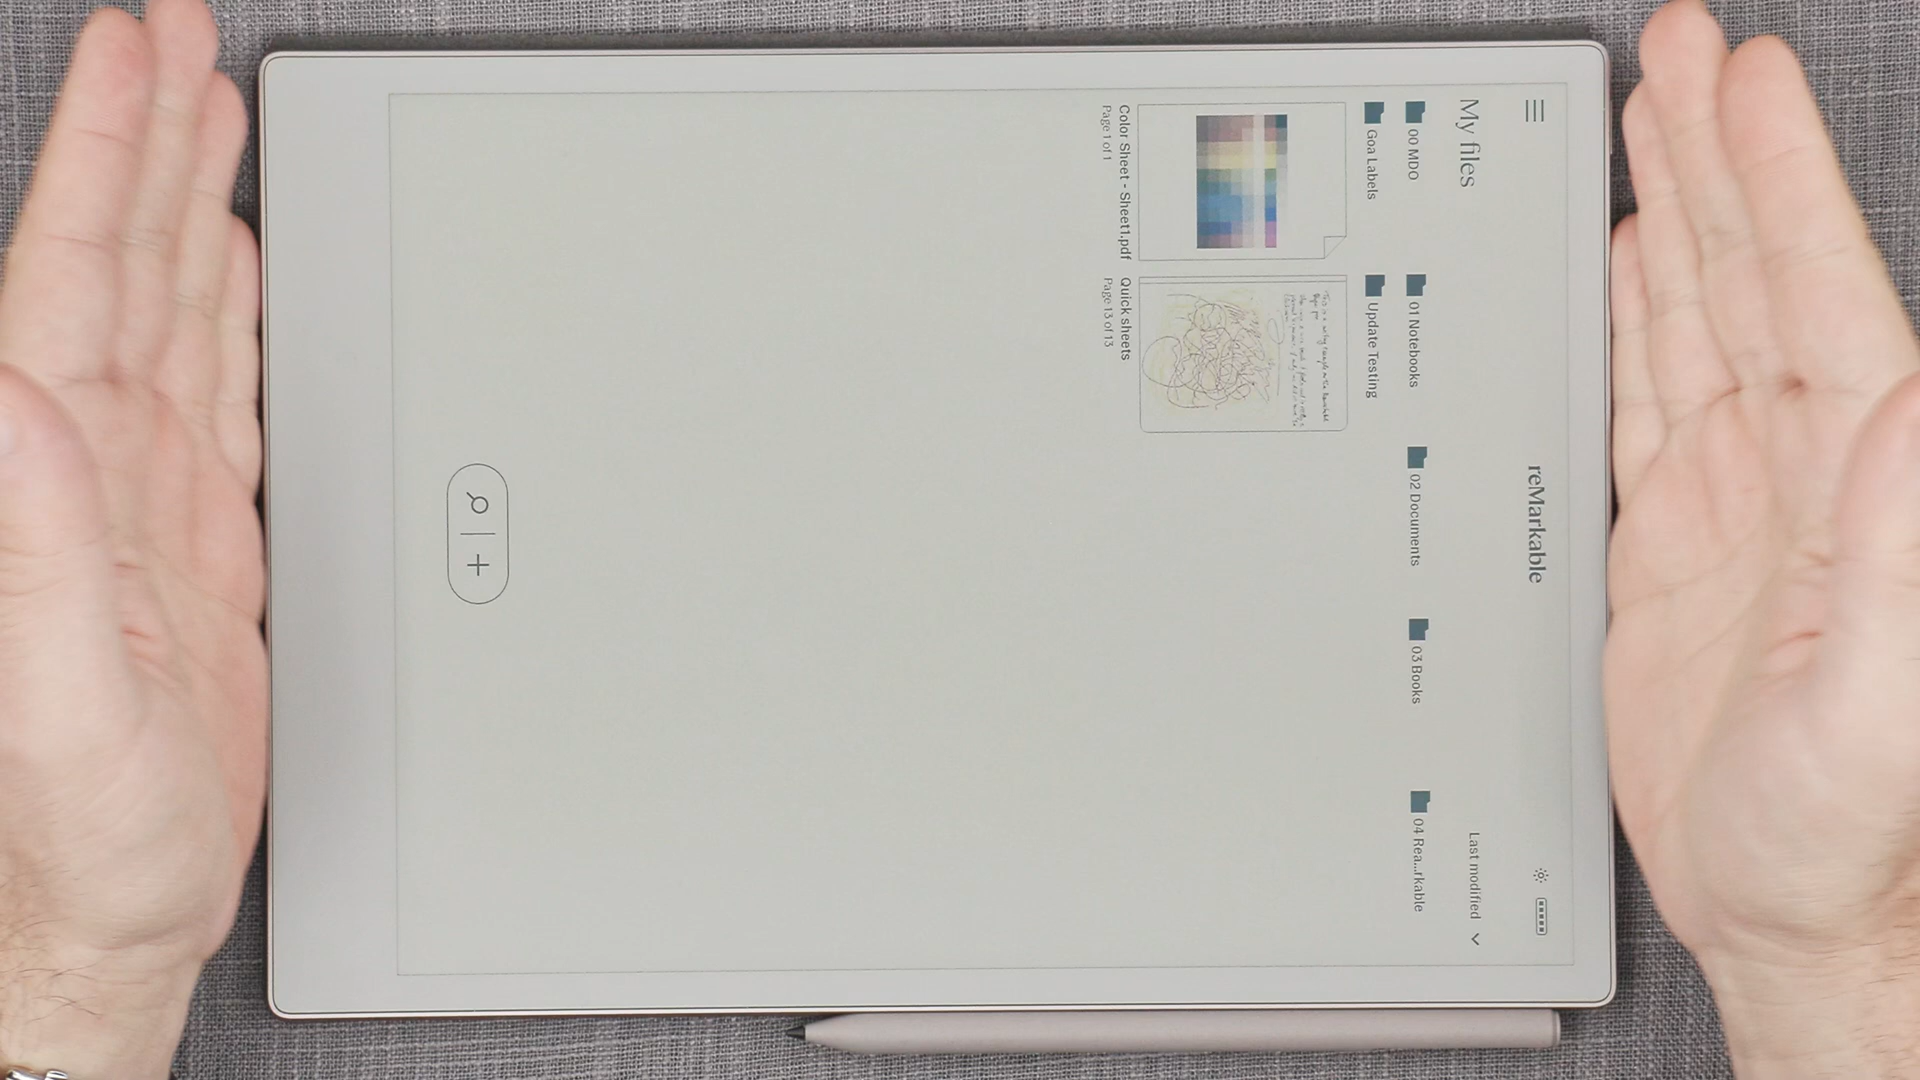 reMarkable
My files
Last modified
00 MDO
01 Notebooks
02 Documents
03 Books
04 Rea...rkable
Goa Labels
Update Testing
Color Sheet - Sheet1.pdf
Page 1 of 1
Quick sheets
Page 13 of 13